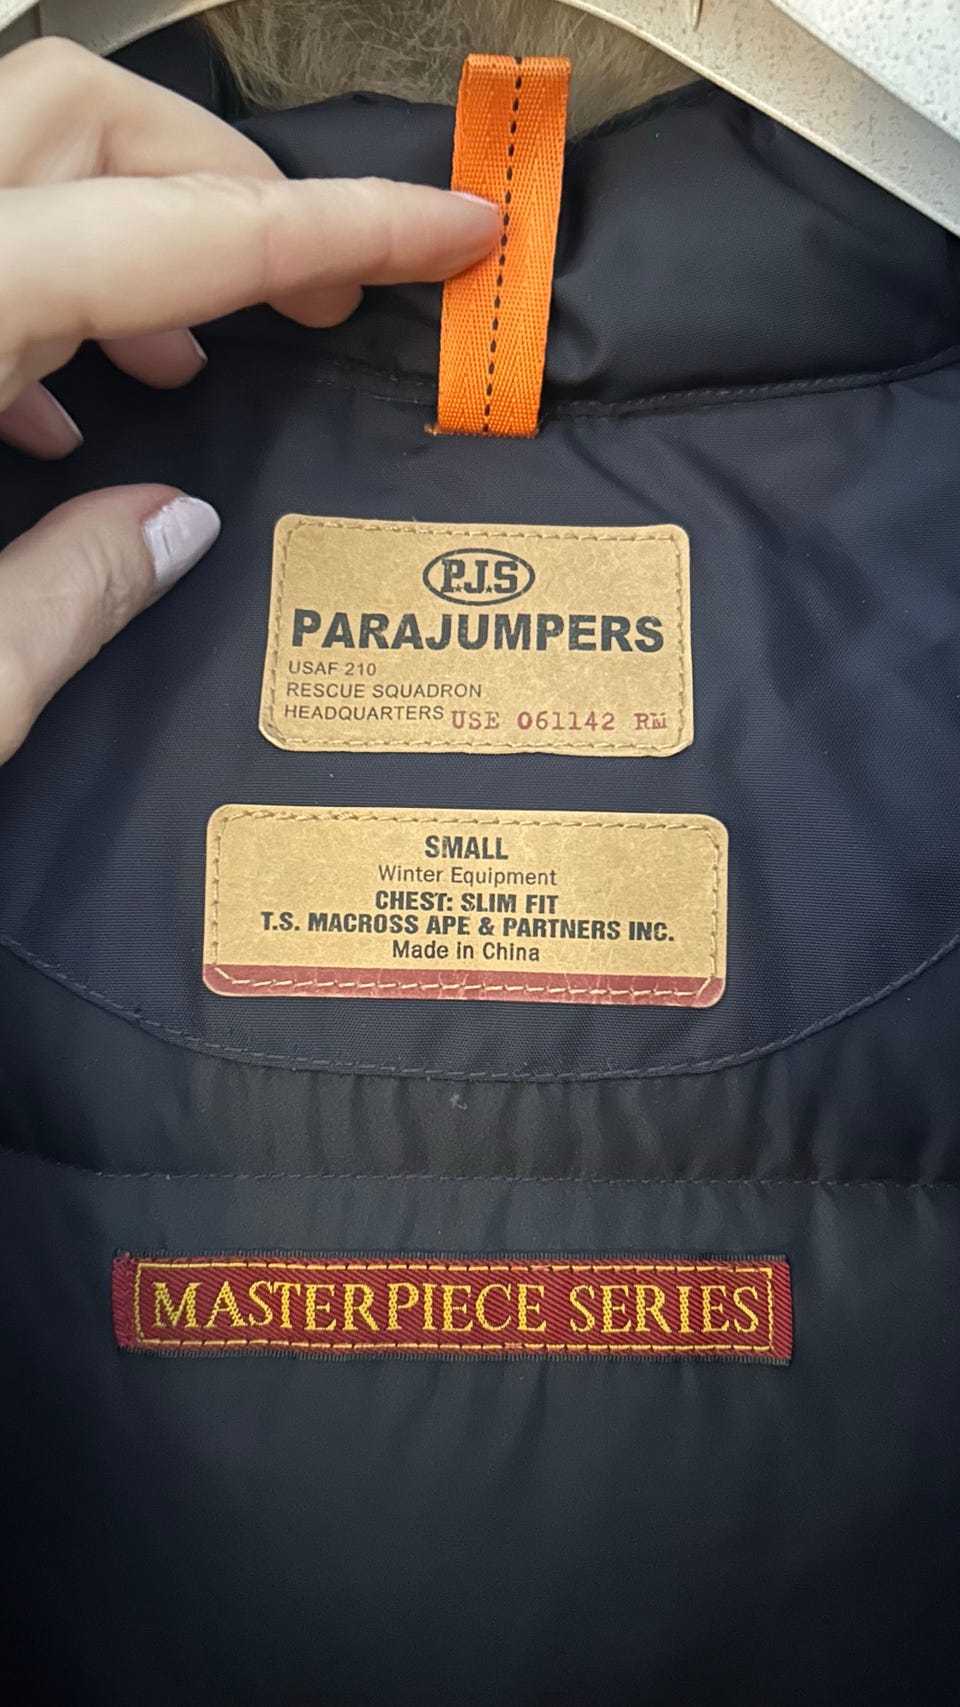 P.J.S
PARAJUMPERS
USAF 210
RESCUE SQUADRON
HEADQUARTERS USE 061142 RM
SMALL
Winter Equipment
CHEST: SLIM FIT
T.S. MACROSS APE & PARTNERS INC.
Made in China
MASTERPIECE SERIES